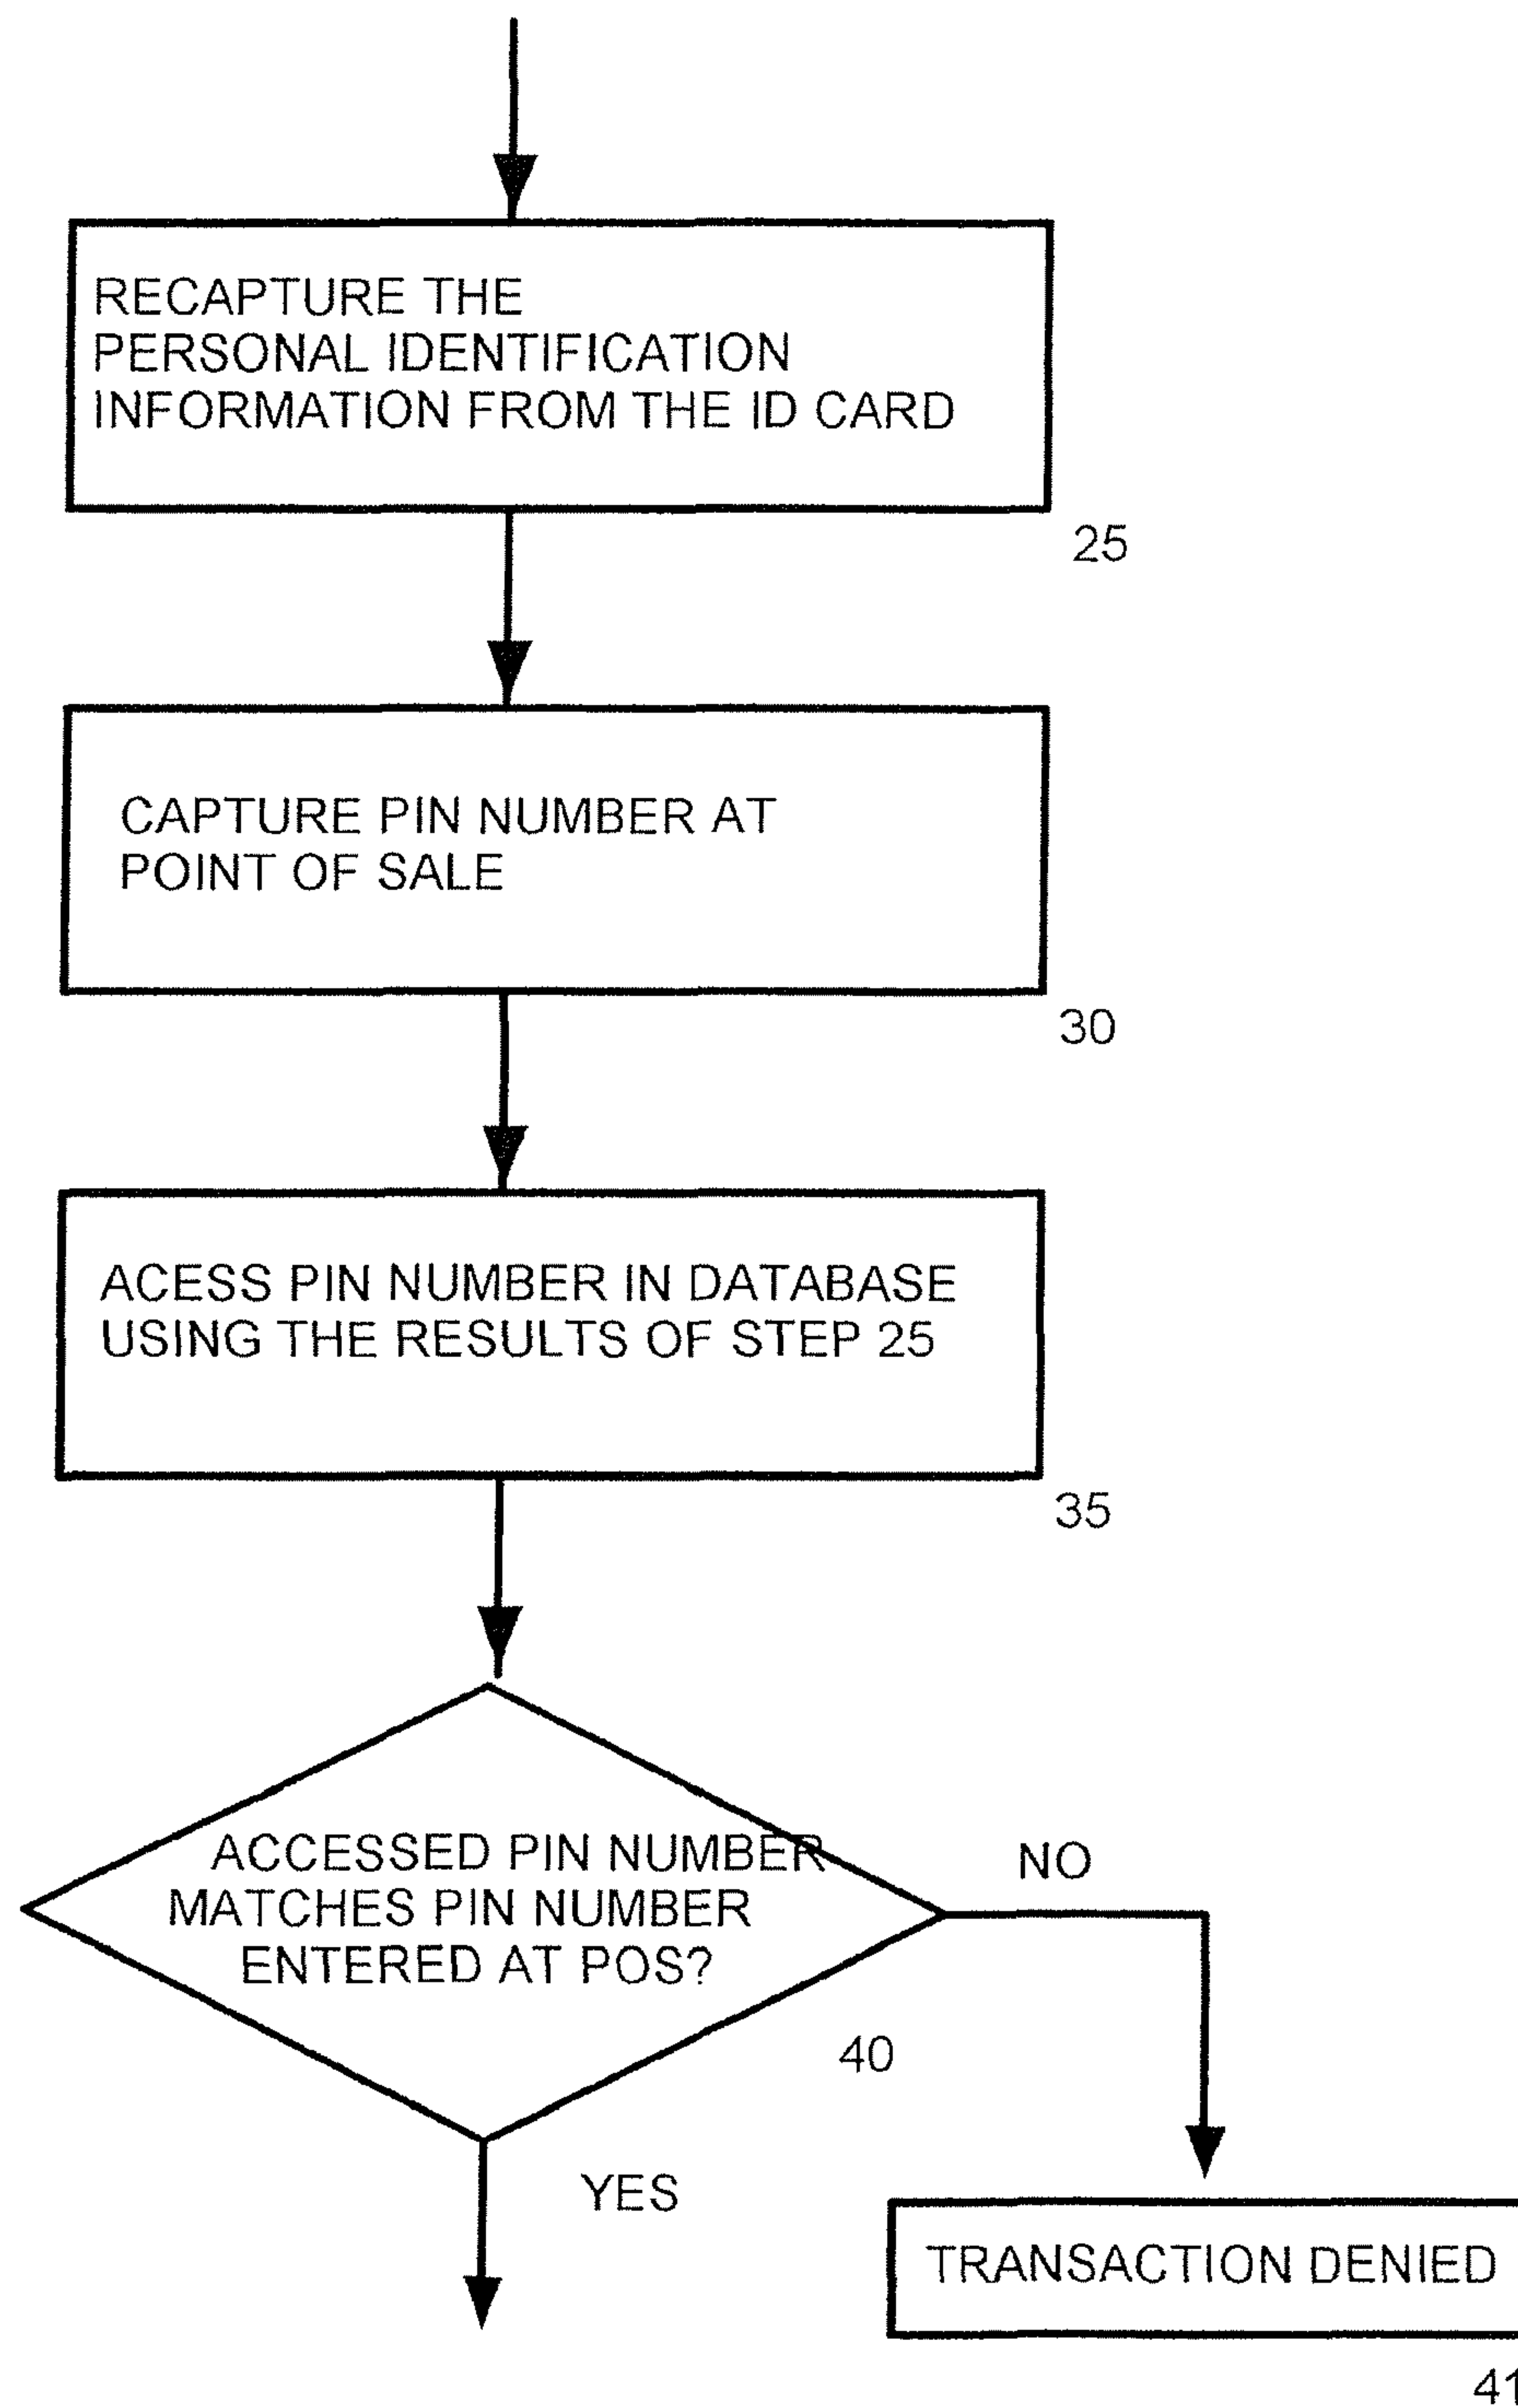 RECAPTURE THE
PERSONAL IDENTIFICATION
INFORMATION FROM THE ID CARD
25
CAPTURE PIN NUMBER AT
POINT OF SALE
30
ACESS PIN NUMBER IN DATABASE
USING THE RESULTS OF STEP 25
35
ACCESSED PIN NUMBER
MATCHES PIN NUMBER
ENTERED AT POS?
NO
40
YES
TRANSACTION DENIED
41